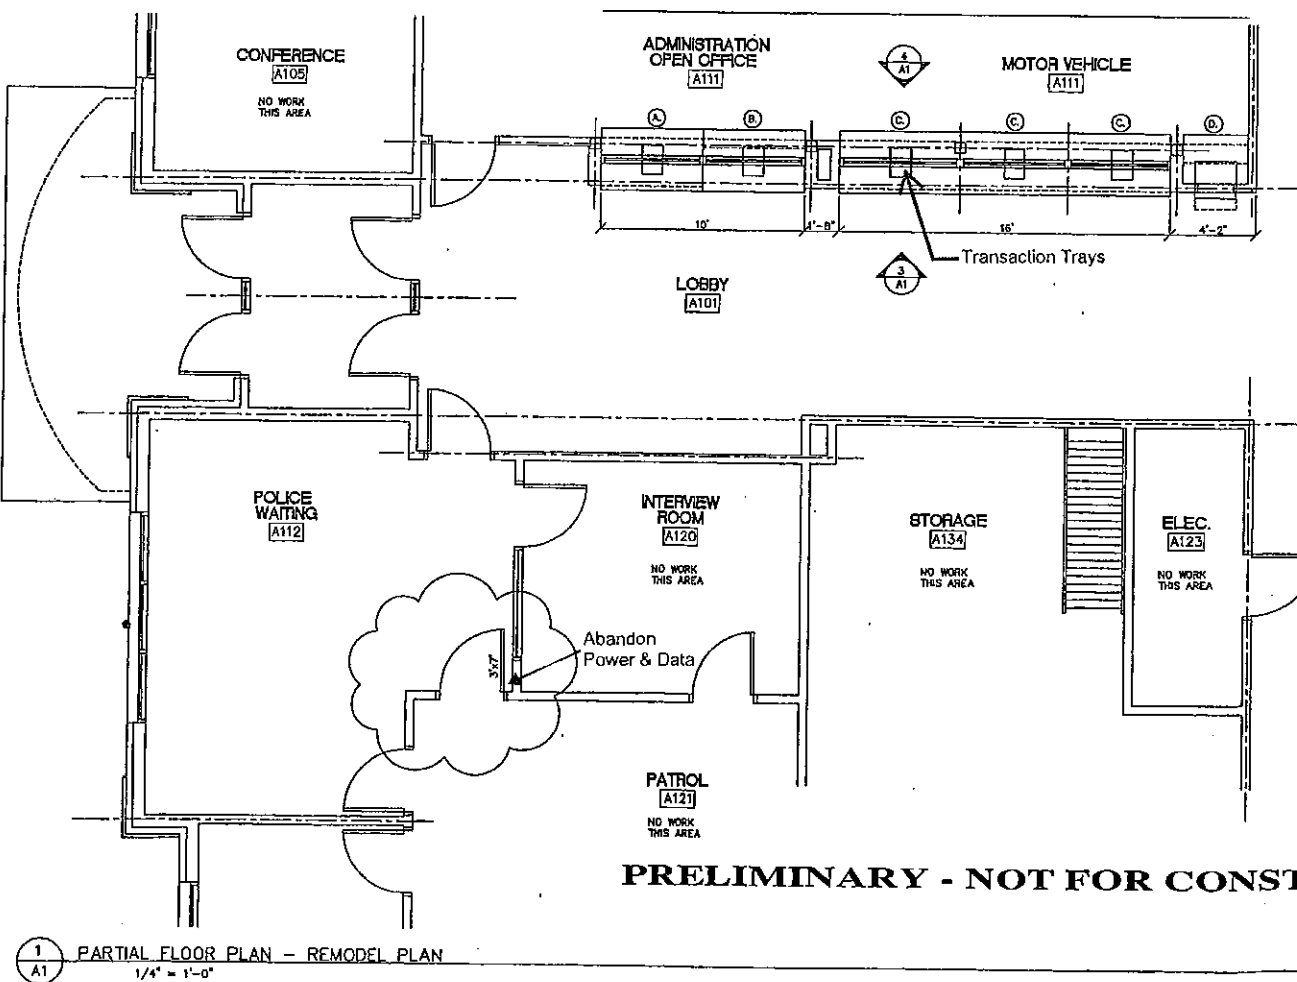 CONFERENCE
A105
NO WORK
THIS AREA
ADMINISTRATION
OPEN OFFICE
A111
4
A1
MOTOR VEHICLE
A111
A.
B.
C.
C.
C.
D.
10'
1'-8"
16'
4'-2"
Transaction Trays
3
A1
LOBBY
A101
POLICE
WAITING
A112
INTERVIEW
ROOM
A120
NO WORK
THIS AREA
STORAGE
A134
NO WORK
THIS AREA
ELEC.
A123
NO WORK
THIS AREA
Abandon
Power & Data
3'x7'
PATROL
A121
NO WORK
THIS AREA
PRELIMINARY - NOT FOR CONST
1
A1
PARTIAL FLOOR PLAN - REMODEL PLAN
1/4" = 1'-0"